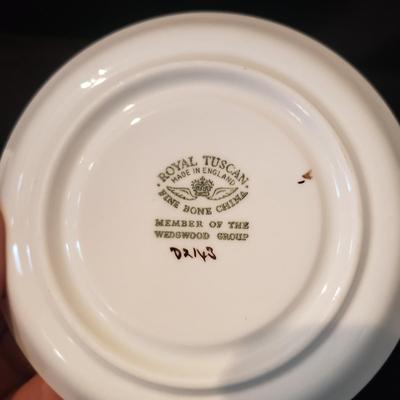 · ROYAL TUSCAN ·
MADE IN ENGLAND
FINE BONE CHINA
MEMBER OF THE
WEDGWOOD GROUP
D2143